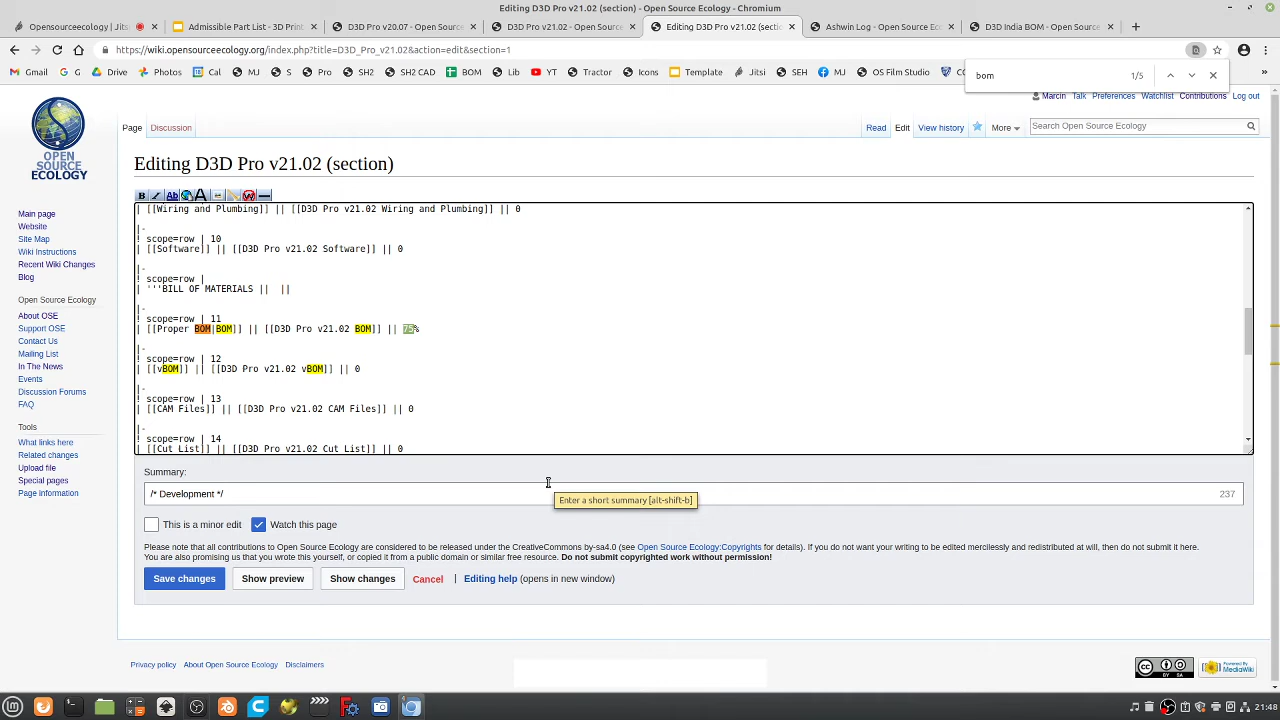 Editing D3D Pro v21.02 (section) - Chromium
Opensourceecology | Jits
Admissible Part List - 3D Print
D3D Pro v20.07 - Open Source
D3D Pro v21.02 - Open Source
Editing D3D Pro v21.02 (secti
Ashwin Log - Open Source Ec
D3D India BOM - Open Source
https://wiki.opensourceecology.org/index.php?title=D3D_Pro_v21.02&action=edit&section=1
Gmail
G
Photos
Cal
MJ
S
Pro
SH2
SH2 CAD
BOM
Lib
YT
Tractor
Icons
Template
Jitsi
SEH
MJ
OS Film Studio
bom
1/5
Marcin Talk Preferences Watchlist Contributions Log out
OPEN
SOURCE
ECOLOGY
Page Discussion
Read Edit View history More
Search Open Source Ecology
Editing D3D Pro v21.02 (section)
B I Ab A
| [[Wiring and Plumbing]] || [[D3D Pro v21.02 Wiring and Plumbing]] || 0
|-
! scope=row | 10
| [[Software]] || [[D3D Pro v21.02 Software]] || 0
|-
! scope=row |
| '''BILL OF MATERIALS || ||
|-
! scope=row | 11
| [[Proper BOM|BOM]] || [[D3D Pro v21.02 BOM]] || 75%
|-
! scope=row | 12
| [[vBOM]] || [[D3D Pro v21.02 vBOM]] || 0
|-
! scope=row | 13
| [[CAM Files]] || [[D3D Pro v21.02 CAM Files]] || 0
|-
! scope=row | 14
| [[Cut List]] || [[D3D Pro v21.02 Cut List]] || 0
Main page
Website
Site Map
Wiki Instructions
Recent Wiki Changes
Blog
Open Source Ecology
About OSE
Support OSE
Contact Us
Mailing List
In The News
Events
Discussion Forums
FAQ
Tools
What links here
Related changes
Upload file
Special pages
Page information
Summary:
/* Development */
237
Enter a short summary [alt-shift-b]
This is a minor edit
Watch this page
Please note that all contributions to Open Source Ecology are considered to be released under the CreativeCommons by-sa4.0 (see Open Source Ecology:Copyrights for details). If you do not want your writing to be edited mercilessly and redistributed at will, then do not submit it here.
You are also promising us that you wrote this yourself, or copied it from a public domain or similar free resource. Do not submit copyrighted work without permission!
Save changes
Show preview
Show changes
Cancel
|
Editing help (opens in new window)
Privacy policy
About Open Source Ecology
Disclaimers
BY SA
Powered By
MediaWiki
21:48